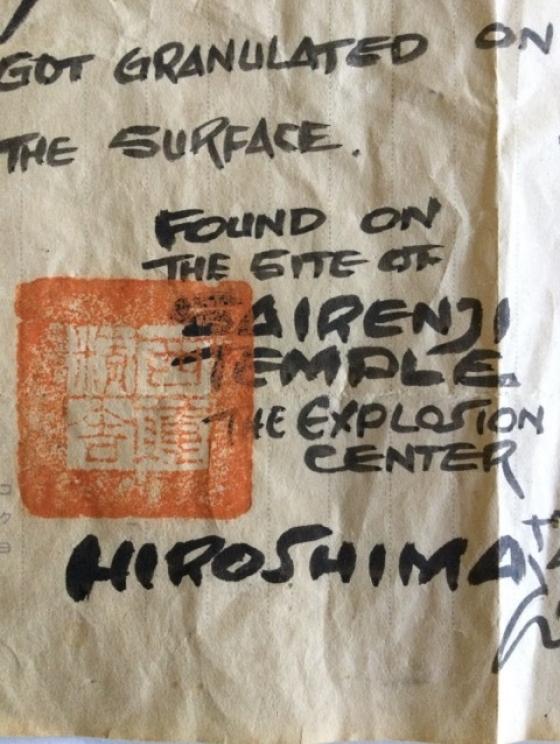 GOT GRANULATED ON
THE SURFACE.
FOUND ON
THE SITE OF
SAIRENJI
TEMPLE
THE EXPLOSION
CENTER
HIROSHIMA